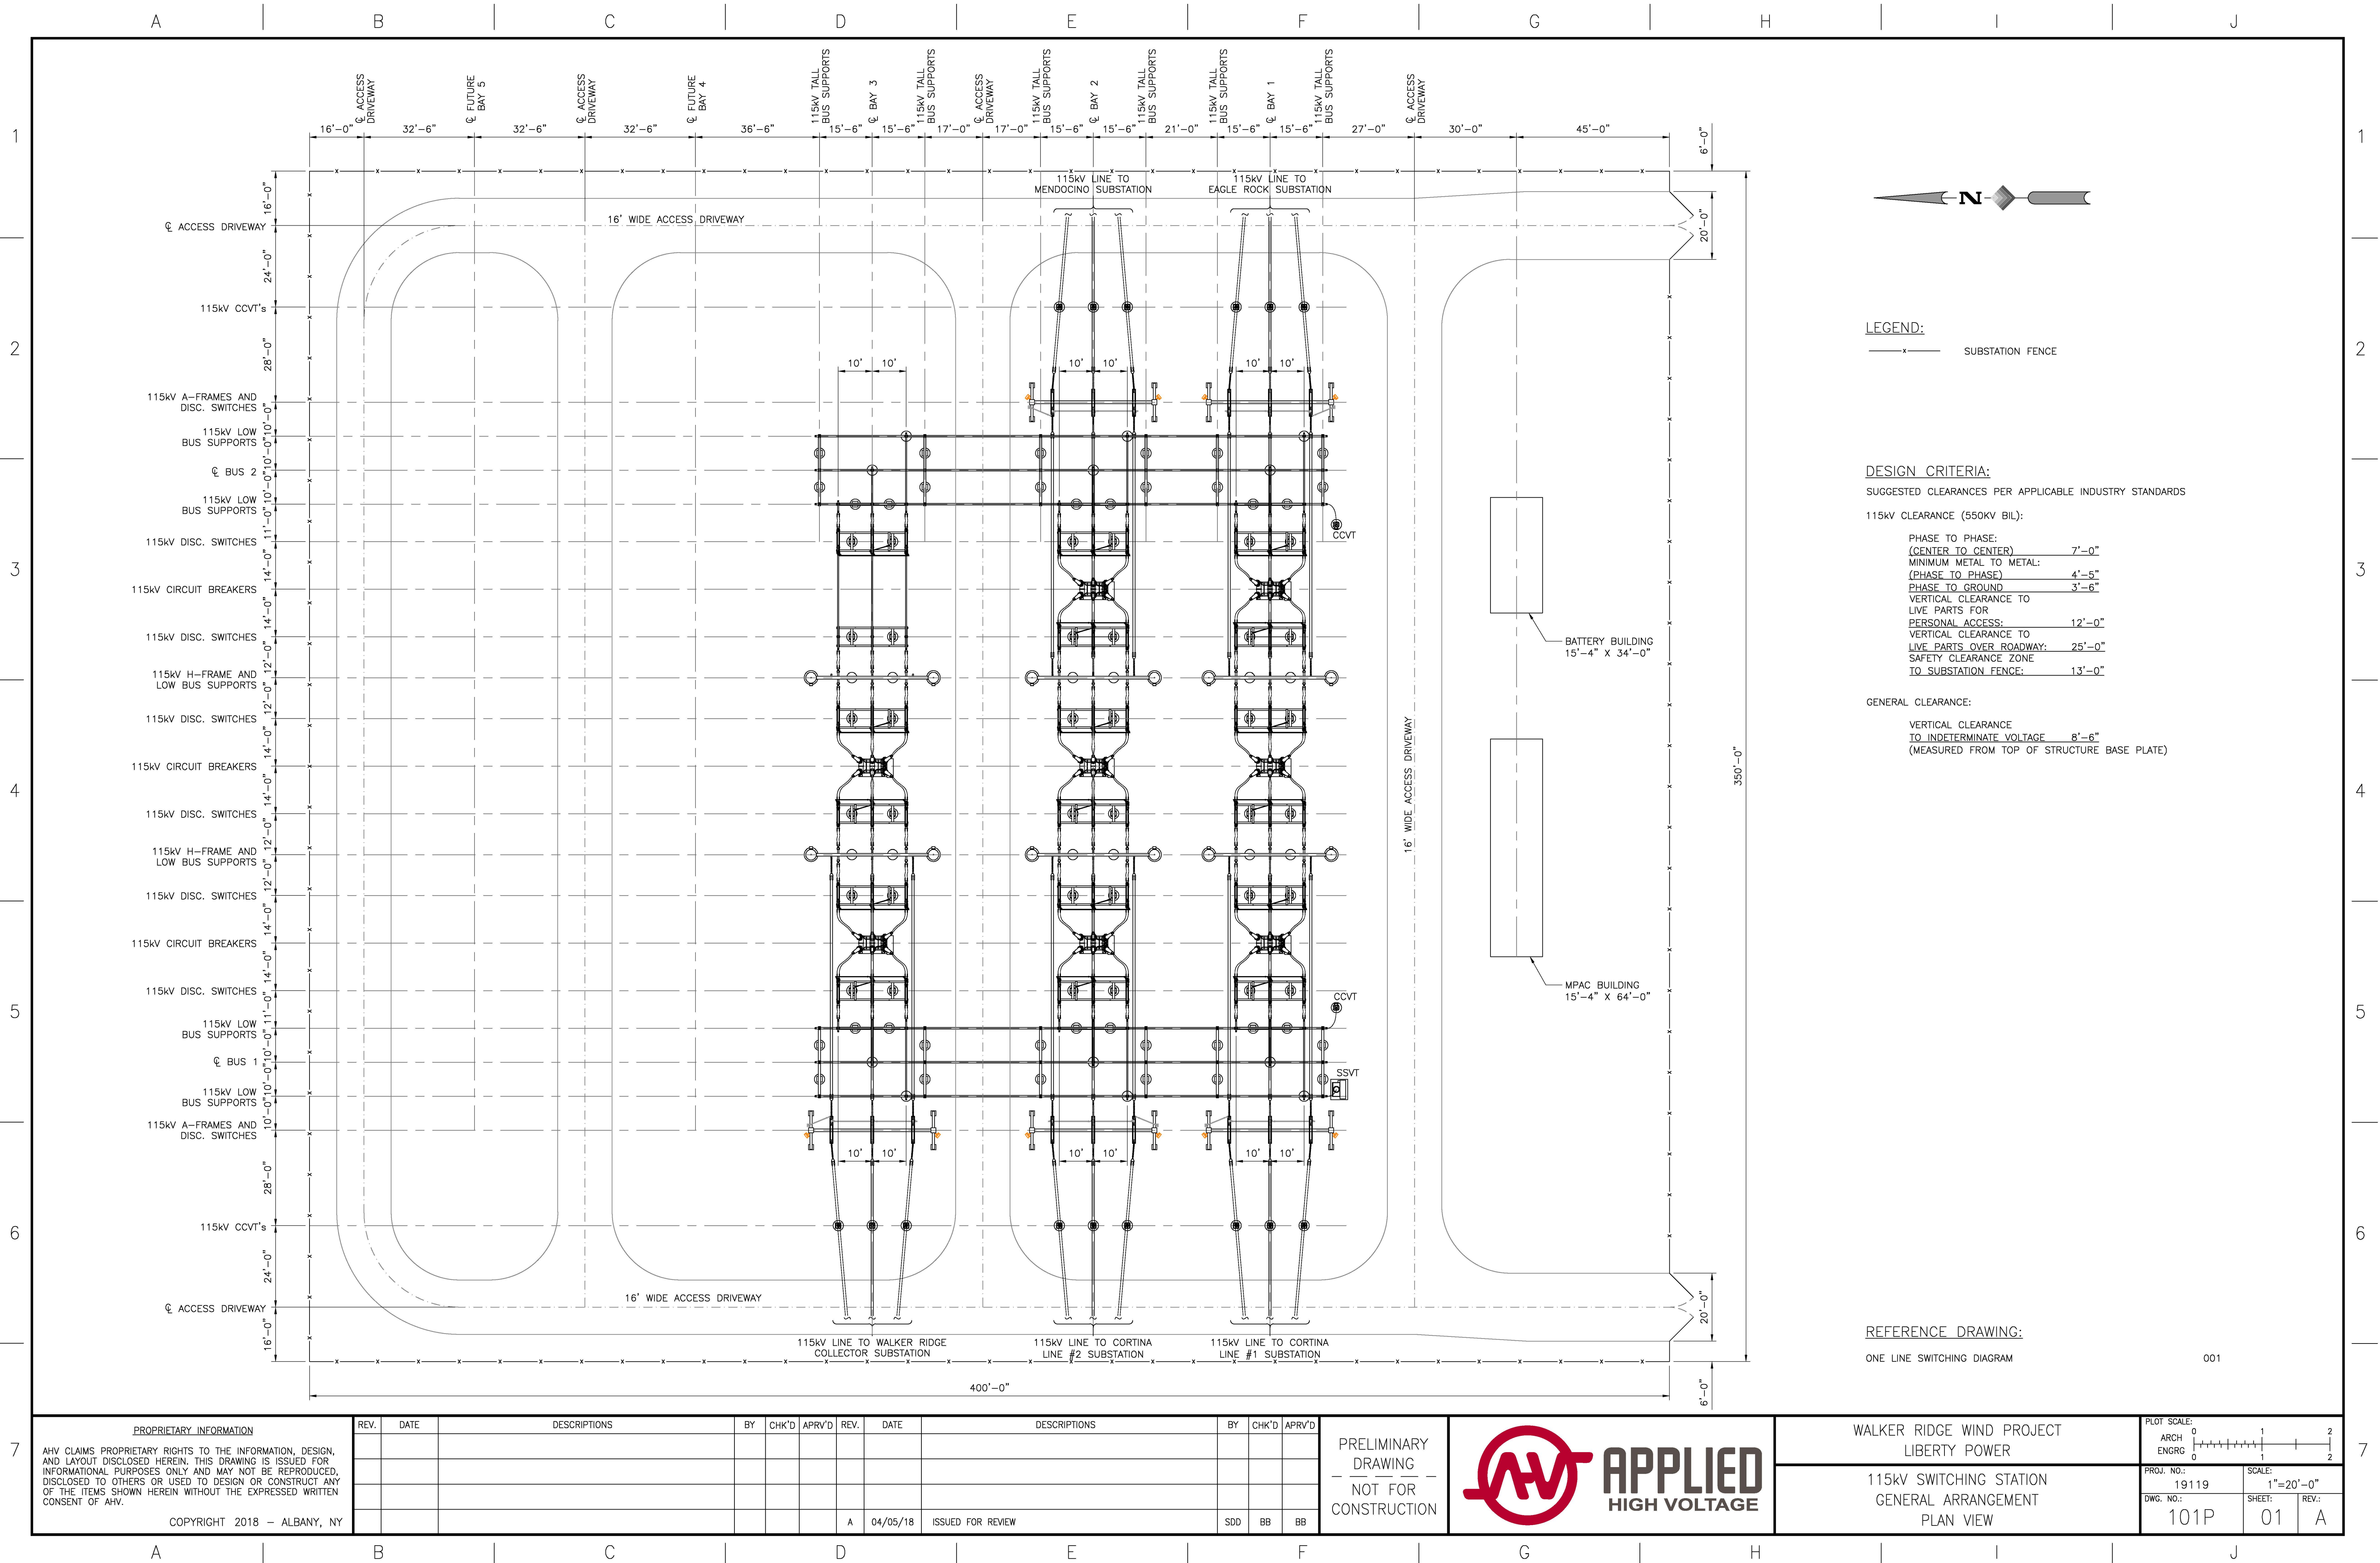 A B C D E F G H I J
℄ ACCESS
DRIVEWAY
℄ FUTURE
BAY 5
℄ ACCESS
DRIVEWAY
℄ FUTURE
BAY 4
115kV TALL
BUS SUPPORTS
℄ BAY 3
115kV TALL
BUS SUPPORTS
℄ ACCESS
DRIVEWAY
115kV TALL
BUS SUPPORTS
℄ BAY 2
115kV TALL
BUS SUPPORTS
115kV TALL
BUS SUPPORTS
℄ BAY 1
115kV TALL
BUS SUPPORTS
℄ ACCESS
DRIVEWAY
16'-0" 32'-6" 32'-6" 32'-6" 36'-6" 15'-6" 15'-6" 17'-0" 17'-0" 15'-6" 15'-6" 21'-0" 15'-6" 15'-6" 27'-0" 30'-0" 45'-0"
6'-0"
1 1
115kV LINE TO
MENDOCINO SUBSTATION
115kV LINE TO
EAGLE ROCK SUBSTATION
16'-0"
℄ ACCESS DRIVEWAY
16' WIDE ACCESS DRIVEWAY
20'-0"
N
24'-0"
115kV CCVT's
2 2
28'-0"
10' 10' 10' 10' 10' 10'
LEGEND:
x SUBSTATION FENCE
115kV A-FRAMES AND
DISC. SWITCHES
10'-0"
115kV LOW
BUS SUPPORTS
10'-0"
℄ BUS 2
10'-0"
115kV LOW
BUS SUPPORTS
11'-0"
CCVT
115kV DISC. SWITCHES
14'-0"
3 3
115kV CIRCUIT BREAKERS
14'-0"
115kV DISC. SWITCHES
12'-0"
115kV H-FRAME AND
LOW BUS SUPPORTS
12'-0"
115kV DISC. SWITCHES
14'-0"
115kV CIRCUIT BREAKERS
4 4
14'-0"
115kV DISC. SWITCHES
12'-0"
115kV H-FRAME AND
LOW BUS SUPPORTS
12'-0"
115kV DISC. SWITCHES
14'-0"
115kV CIRCUIT BREAKERS
14'-0"
115kV DISC. SWITCHES
11'-0"
5 5
CCVT
115kV LOW
BUS SUPPORTS
10'-0"
℄ BUS 1
10'-0"
SSVT
115kV LOW
BUS SUPPORTS
10'-0"
115kV A-FRAMES AND
DISC. SWITCHES
10' 10' 10' 10' 10' 10'
28'-0"
115kV CCVT's
6 6
24'-0"
℄ ACCESS DRIVEWAY
16'-0"
16' WIDE ACCESS DRIVEWAY
20'-0"
6'-0"
350'-0"
16' WIDE ACCESS DRIVEWAY
BATTERY BUILDING
15'-4" X 34'-0"
MPAC BUILDING
15'-4" X 64'-0"
115kV LINE TO WALKER RIDGE
COLLECTOR SUBSTATION
115kV LINE TO CORTINA
LINE #2 SUBSTATION
115kV LINE TO CORTINA
LINE #1 SUBSTATION
400'-0"
DESIGN CRITERIA:
SUGGESTED CLEARANCES PER APPLICABLE INDUSTRY STANDARDS
115kV CLEARANCE (550KV BIL):
PHASE TO PHASE:
(CENTER TO CENTER) 7'-0"
MINIMUM METAL TO METAL:
(PHASE TO PHASE) 4'-5"
PHASE TO GROUND 3'-6"
VERTICAL CLEARANCE TO
LIVE PARTS FOR
PERSONAL ACCESS: 12'-0"
VERTICAL CLEARANCE TO
LIVE PARTS OVER ROADWAY: 25'-0"
SAFETY CLEARANCE ZONE
TO SUBSTATION FENCE: 13'-0"
GENERAL CLEARANCE:
VERTICAL CLEARANCE
TO INDETERMINATE VOLTAGE 8'-6"
(MEASURED FROM TOP OF STRUCTURE BASE PLATE)
REFERENCE DRAWING:
ONE LINE SWITCHING DIAGRAM 001
7 7
PROPRIETARY INFORMATION
AHV CLAIMS PROPRIETARY RIGHTS TO THE INFORMATION, DESIGN,
AND LAYOUT DISCLOSED HEREIN. THIS DRAWING IS ISSUED FOR
INFORMATIONAL PURPOSES ONLY AND MAY NOT BE REPRODUCED,
DISCLOSED TO OTHERS OR USED TO DESIGN OR CONSTRUCT ANY
OF THE ITEMS SHOWN HEREIN WITHOUT THE EXPRESSED WRITTEN
CONSENT OF AHV.
COPYRIGHT 2018 - ALBANY, NY
REV. DATE DESCRIPTIONS BY CHK'D APRV'D REV. DATE DESCRIPTIONS BY CHK'D APRV'D
A 04/05/18 ISSUED FOR REVIEW SDD BB BB
PRELIMINARY
DRAWING
NOT FOR
CONSTRUCTION
AHV
APPLIED
HIGH VOLTAGE
WALKER RIDGE WIND PROJECT
LIBERTY POWER
115kV SWITCHING STATION
GENERAL ARRANGEMENT
PLAN VIEW
PLOT SCALE:
ARCH 0 1 2
ENGRG 0 1 2
PROJ. NO.: 19119
SCALE: 1"=20'-0"
DWG. NO.: 101P
SHEET: 01
REV.: A
A B C D E F G H I J